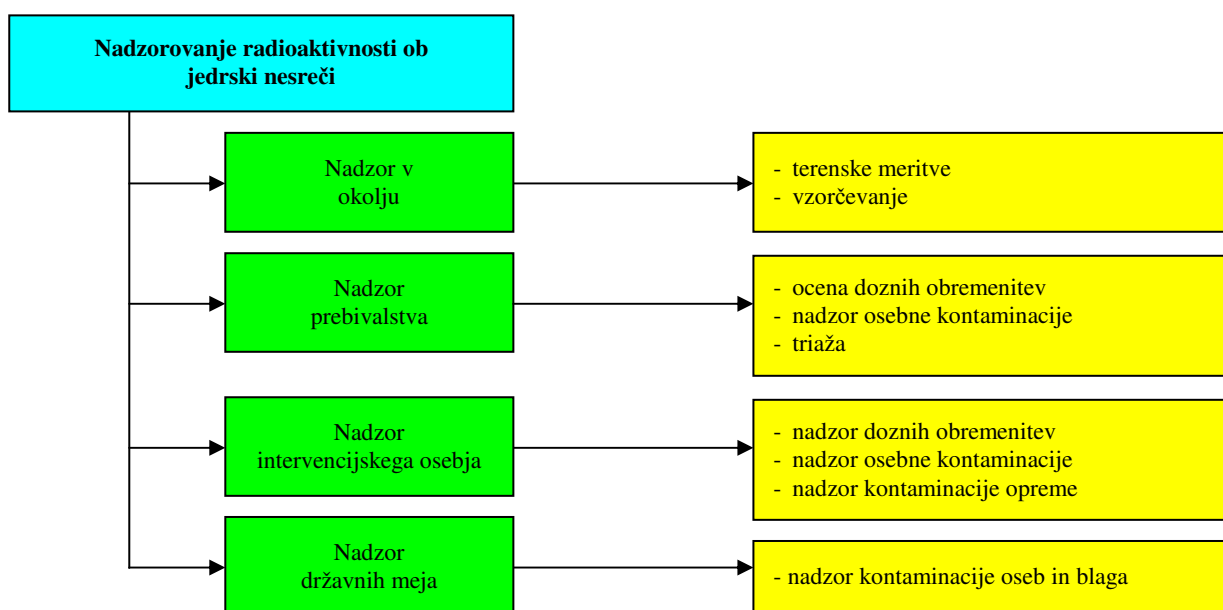 Nadzorovanje radioaktivnosti ob
jedrski nesreči
Nadzor v
okolju
- terenske meritve
- vzorčevanje
Nadzor
prebivalstva
- ocena doznih obremenitev
- nadzor osebne kontaminacije
- triaža
Nadzor
intervencijskega osebja
- nadzor doznih obremenitev
- nadzor osebne kontaminacije
- nadzor kontaminacije opreme
Nadzor
državnih meja
- nadzor kontaminacije oseb in blaga